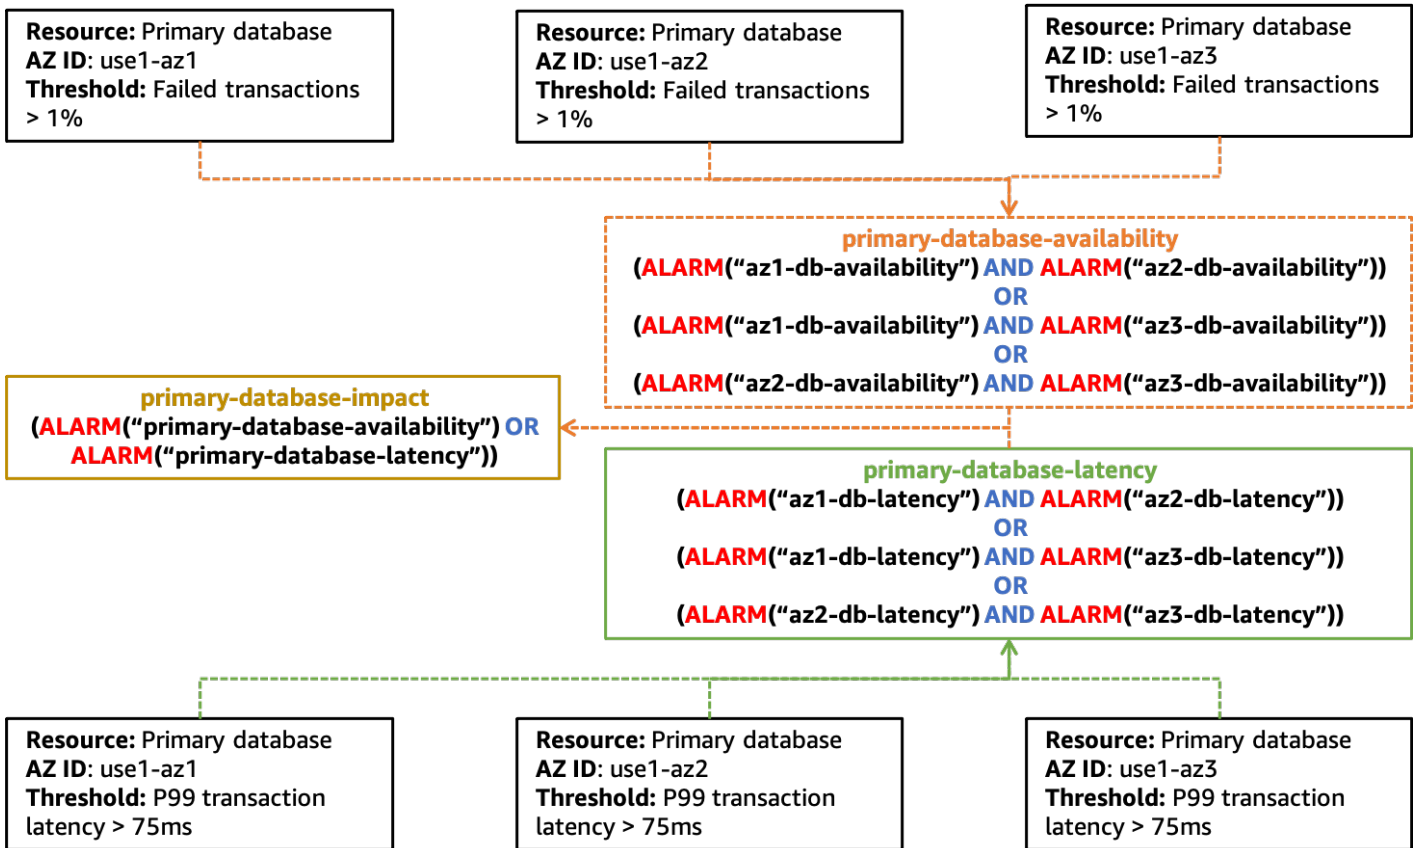 Resource: Primary database
AZ ID: use1-az1
Threshold: Failed transactions
> 1%
Resource: Primary database
AZ ID: use1-az2
Threshold: Failed transactions
> 1%
Resource: Primary database
AZ ID: use1-az3
Threshold: Failed transactions
> 1%
primary-database-availability
(ALARM(“az1-db-availability”) AND ALARM(“az2-db-availability”))
OR
(ALARM(“az1-db-availability”) AND ALARM(“az3-db-availability”))
OR
(ALARM(“az2-db-availability”) AND ALARM(“az3-db-availability”))
primary-database-impact
(ALARM(“primary-database-availability”) OR
ALARM(“primary-database-latency”))
primary-database-latency
(ALARM(“az1-db-latency”) AND ALARM(“az2-db-latency”))
OR
(ALARM(“az1-db-latency”) AND ALARM(“az3-db-latency”))
OR
(ALARM(“az2-db-latency”) AND ALARM(“az3-db-latency”))
Resource: Primary database
AZ ID: use1-az1
Threshold: P99 transaction
latency > 75ms
Resource: Primary database
AZ ID: use1-az2
Threshold: P99 transaction
latency > 75ms
Resource: Primary database
AZ ID: use1-az3
Threshold: P99 transaction
latency > 75ms